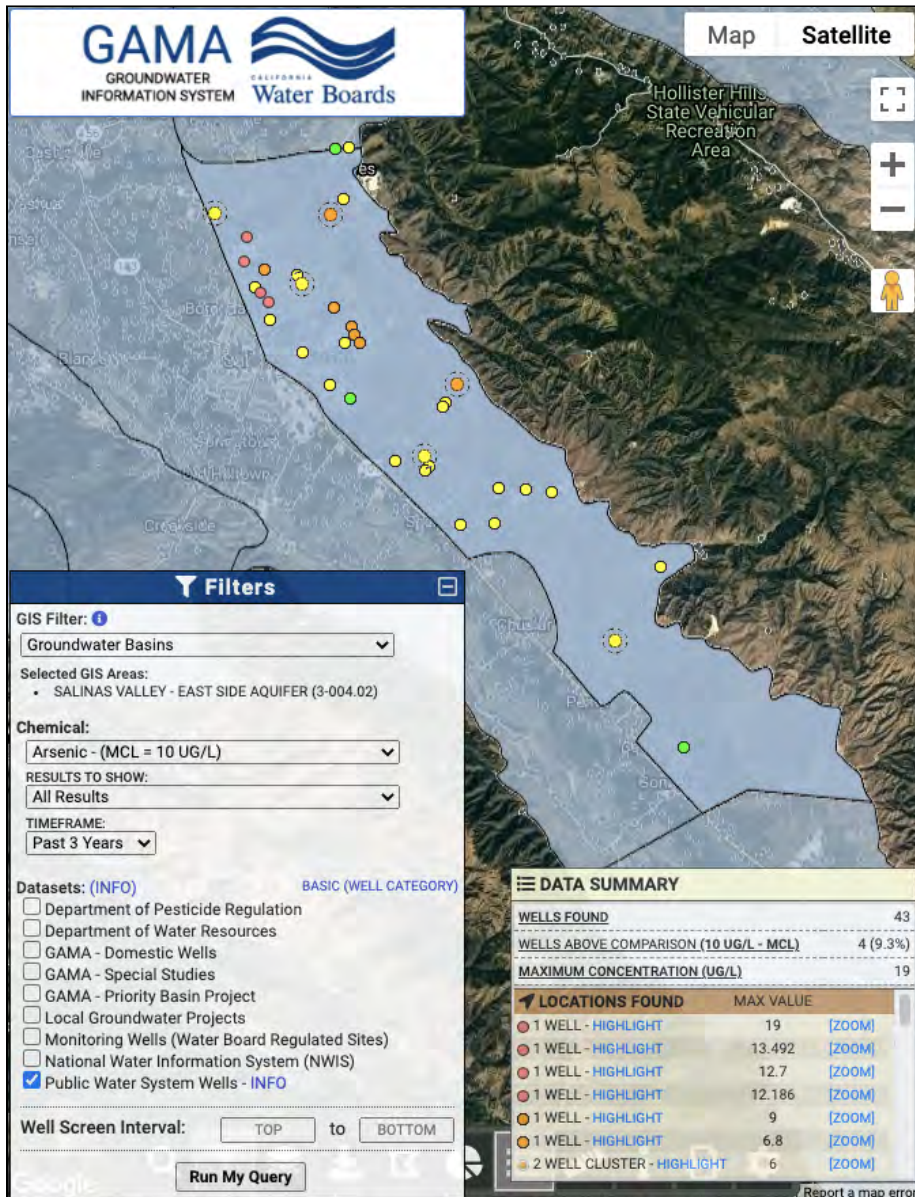 GAMA
GROUNDWATER
INFORMATION SYSTEM
CALIFORNIA
Water Boards
Map
Satellite
Hollister Hills
State Vehicular
Recreation
Area
es
183
Filters
GIS Filter:
Groundwater Basins
Selected GIS Areas:
• SALINAS VALLEY - EAST SIDE AQUIFER (3-004.02)
Chemical:
Arsenic - (MCL = 10 UG/L)
RESULTS TO SHOW:
All Results
TIMEFRAME:
Past 3 Years
Datasets: (INFO) BASIC (WELL CATEGORY)
Department of Pesticide Regulation
Department of Water Resources
GAMA - Domestic Wells
GAMA - Special Studies
GAMA - Priority Basin Project
Local Groundwater Projects
Monitoring Wells (Water Board Regulated Sites)
National Water Information System (NWIS)
Public Water System Wells - INFO
Well Screen Interval: TOP to BOTTOM
Run My Query
Google
DATA SUMMARY
WELLS FOUND 43
WELLS ABOVE COMPARISON (10 UG/L - MCL) 4 (9.3%)
MAXIMUM CONCENTRATION (UG/L) 19
LOCATIONS FOUND MAX VALUE
1 WELL - HIGHLIGHT 19 [ZOOM]
1 WELL - HIGHLIGHT 13.492 [ZOOM]
1 WELL - HIGHLIGHT 12.7 [ZOOM]
1 WELL - HIGHLIGHT 12.186 [ZOOM]
1 WELL - HIGHLIGHT 9 [ZOOM]
1 WELL - HIGHLIGHT 6.8 [ZOOM]
2 WELL CLUSTER - HIGHLIGHT 6 [ZOOM]
Report a map error